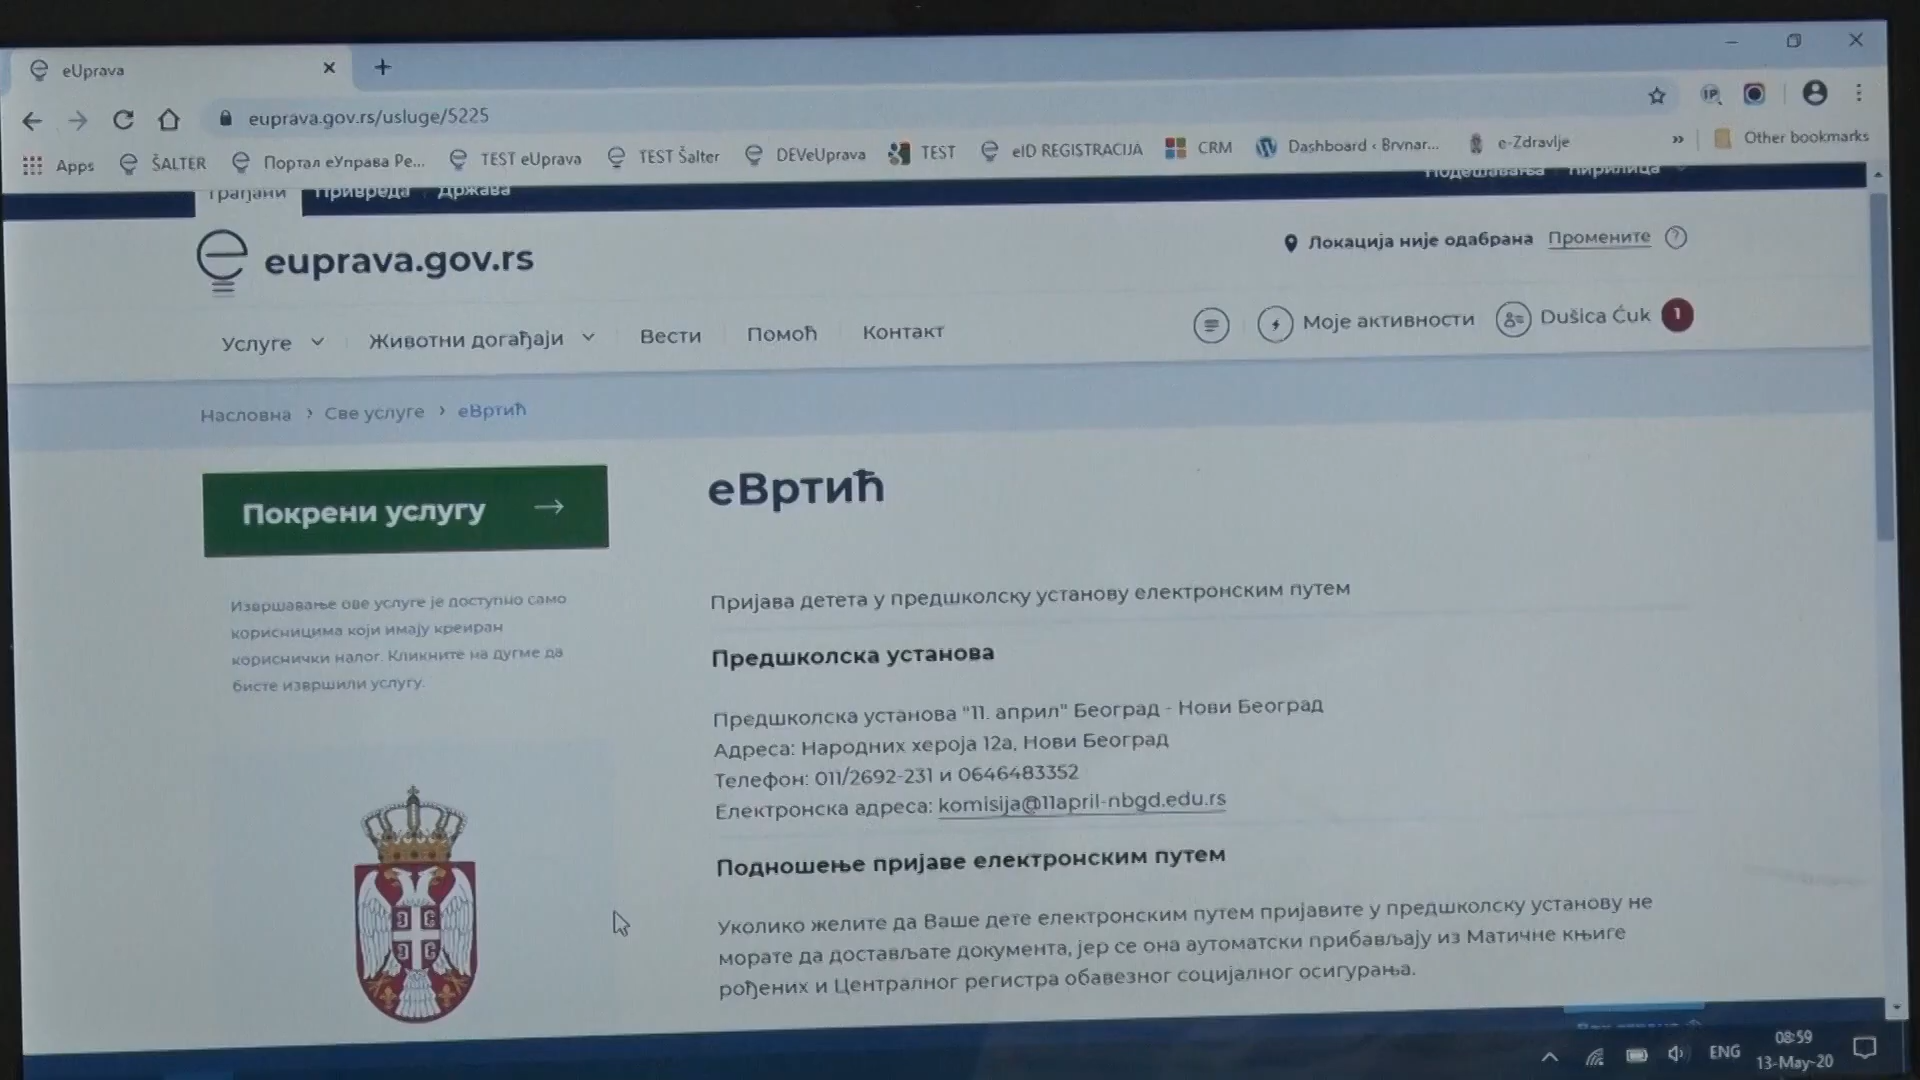 eUprava
euprava.gov.rs/usluge/5225
IP
Apps ŠALTER Портал еУправа Ре... TEST eUprava TEST Šalter DEVeUprava TEST eID REGISTRACIJA CRM Dashboard ‹ Brvnar... e-Zdravlje » Other bookmarks
Грађани Привреда Држава Подешавања Ћирилица
euprava.gov.rs
Локација није одабрана Промените ?
Услуге Животни догађаји Вести Помоћ Контакт Моје активности Dušica Ćuk 1
Насловна › Све услуге › еВртић
Покрени услугу →
Извршавање ове услуге је доступно само
корисницима који имају креиран
кориснички налог. Кликните на дугме да
бисте извршили услугу.
еВртић
Пријава детета у предшколску установу електронским путем
Предшколска установа
Предшколска установа "11. април" Београд - Нови Београд
Адреса: Народних хероја 12а, Нови Београд
Телефон: 011/2692-231 и 0646483352
Електронска адреса: komisija@11april-nbgd.edu.rs
Подношење пријаве електронским путем
Уколико желите да Ваше дете електронским путем пријавите у предшколску установу не
морате да достављате документа, јер се она аутоматски прибављају из Матичне књиге
рођених и Централног регистра обавезног социјалног осигурања.
ENG
08:59
13-May-20